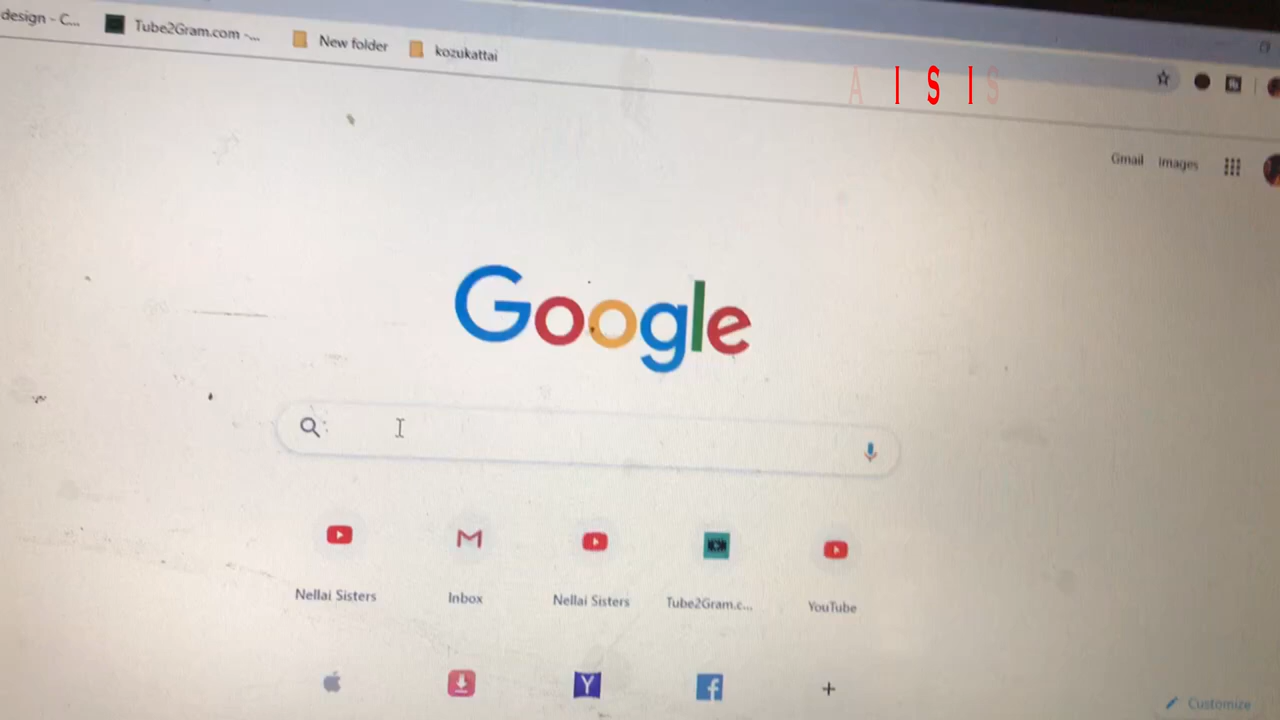 design - C...
Tube2Gram.com -...
New folder
kozukattai
A I S I S
Gmail
Images
Google
Nellai Sisters
Inbox
Nellai Sisters
Tube2Gram.c...
YouTube
Customize